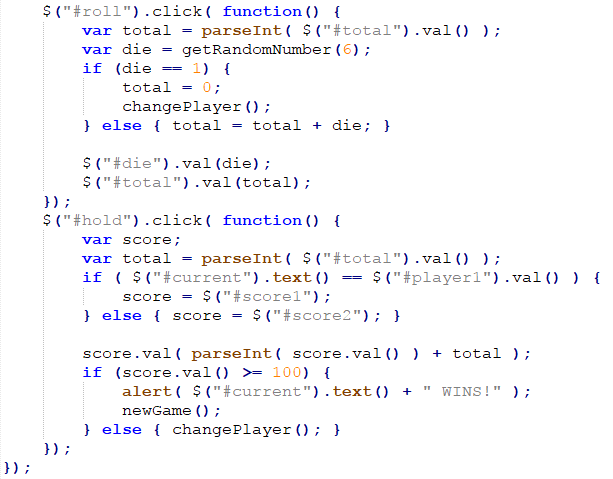 $("#roll").click( function() {
var total = parseInt( $("#total").val() );
var die = getRandomNumber(6);
if (die == 1) {
total = 0;
changePlayer();
} else { total = total + die; }
$("#die").val(die);
$("#total").val(total);
});
$("#hold").click( function() {
var score;
var total = parseInt( $("#total").val() );
if ( $("#current").text() == $("#player1").val() ) {
score = $("#score1");
} else { score = $("#score2"); }
score.val( parseInt( score.val() ) + total );
if (score.val() >= 100) {
alert( $("#current").text() + " WINS!" );
newGame();
} else { changePlayer(); }
});
});